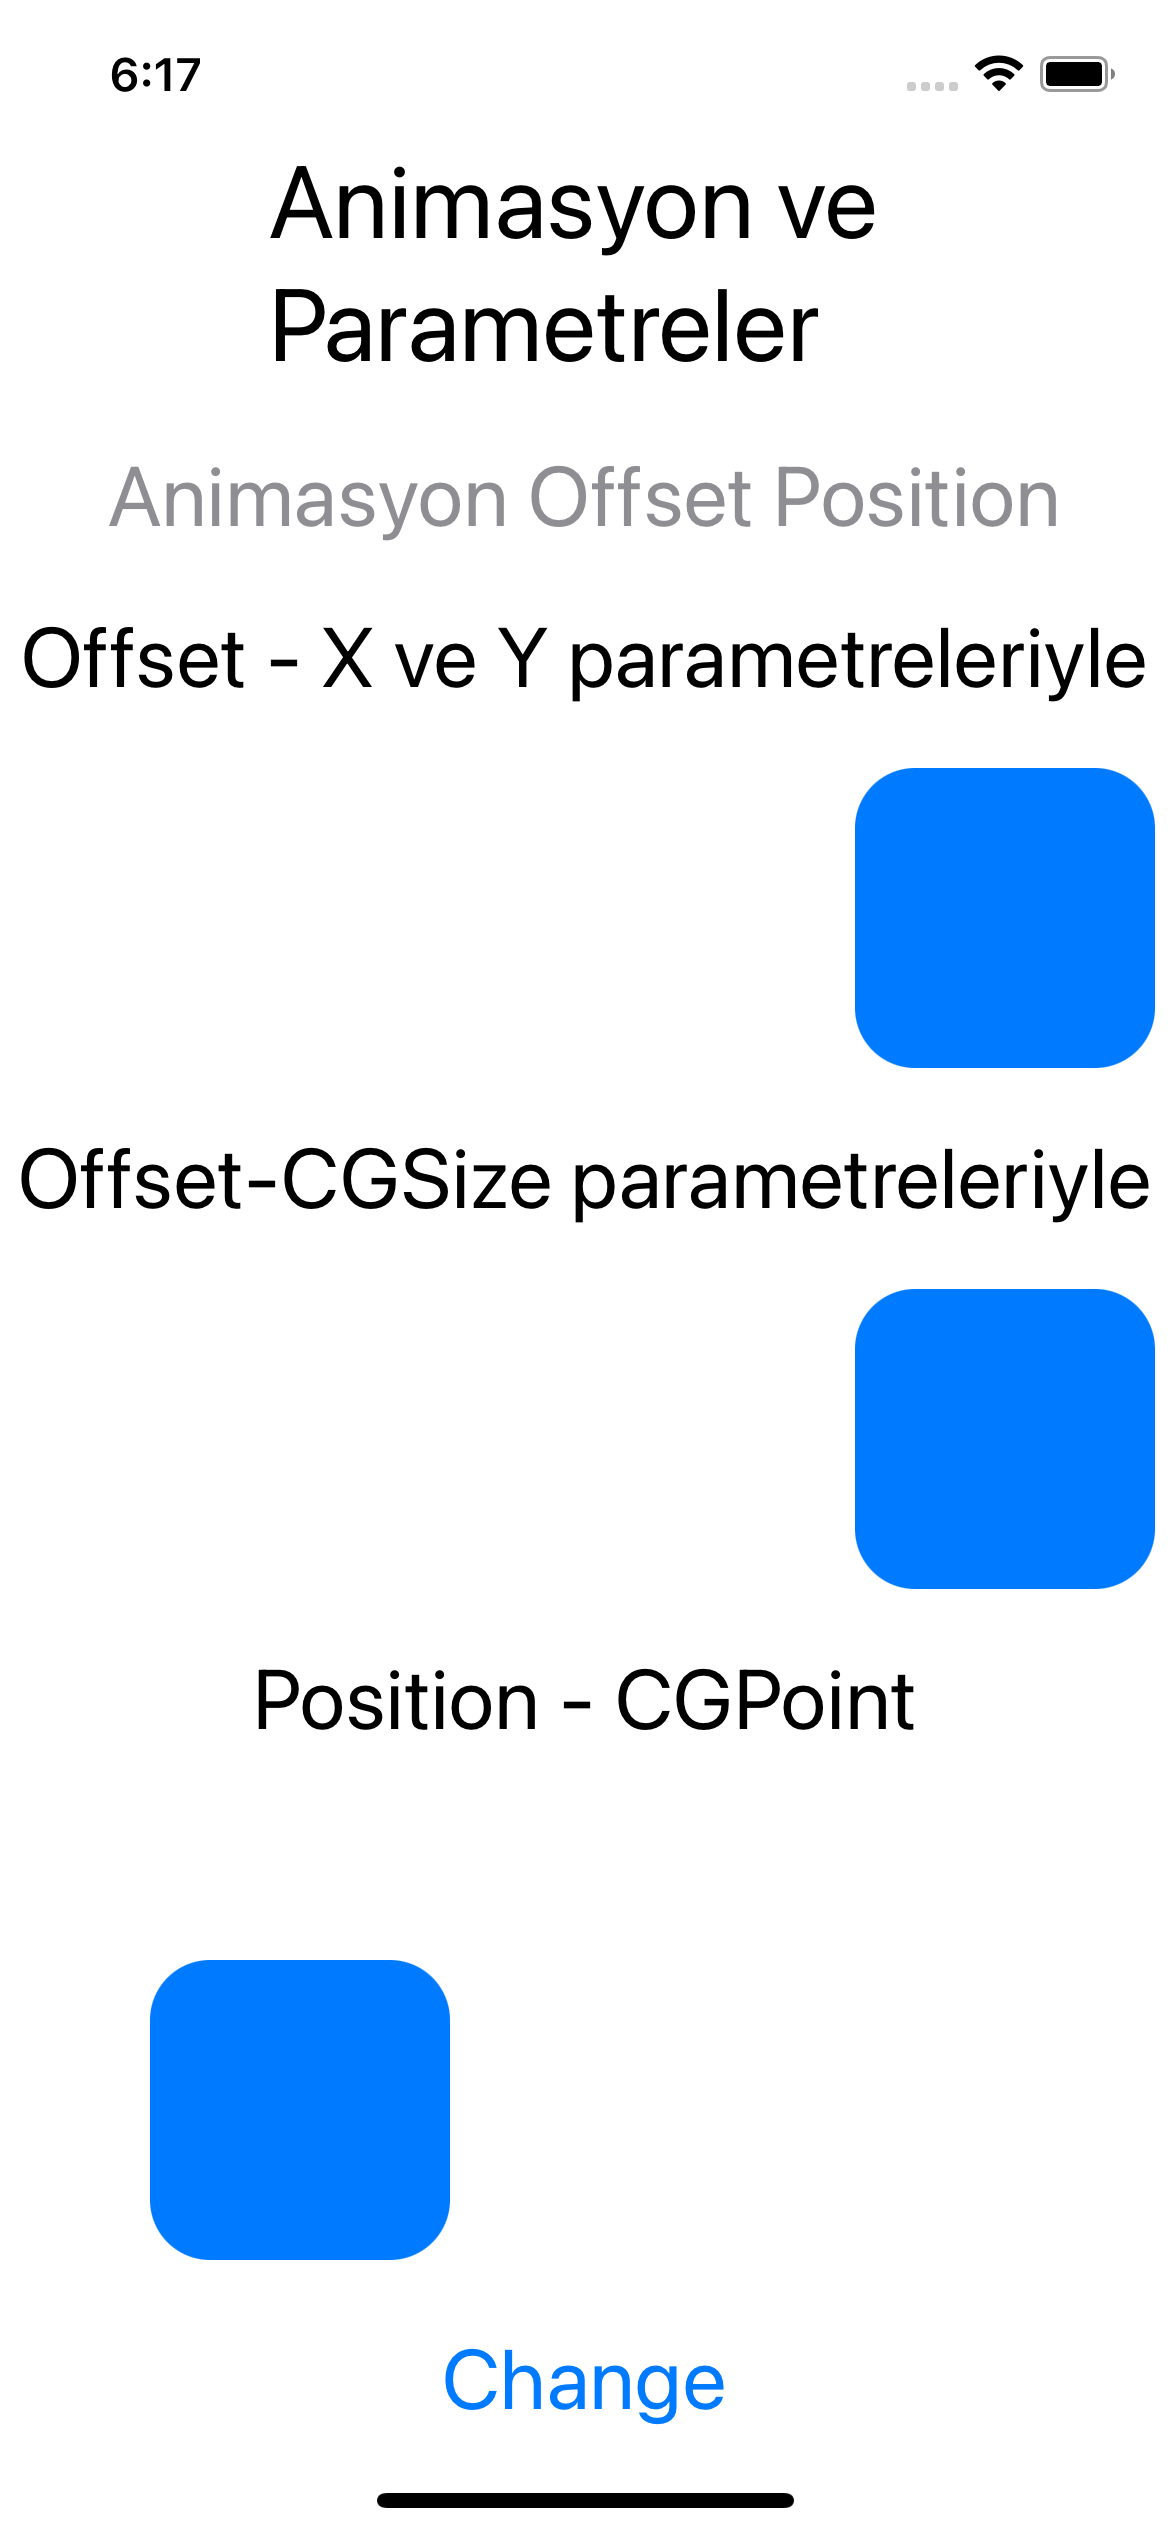 6:17
Animasyon ve
Parametreler
Animasyon Offset Position
Offset - X ve Y parametreleriyle
Offset-CGSize parametreleriyle
Position - CGPoint
Change